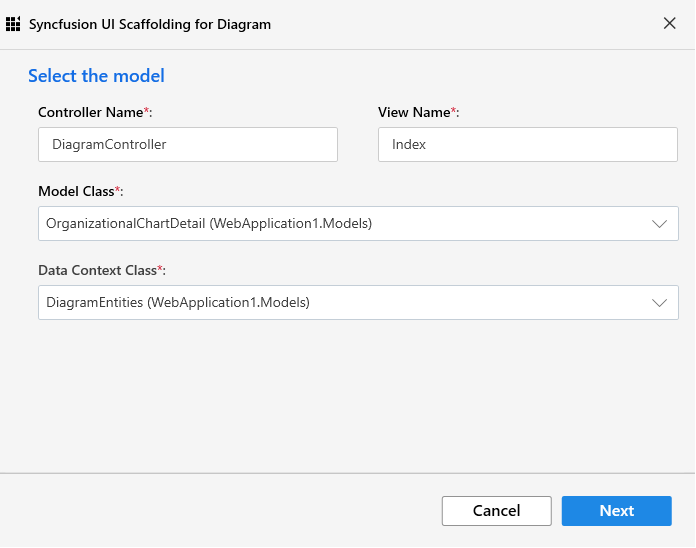 Syncfusion UI Scaffolding for Diagram
Select the model
Controller Name*: View Name*:
DiagramController Index
Model Class*:
OrganizationalChartDetail (WebApplication1.Models)
Data Context Class*:
DiagramEntities (WebApplication1.Models)
Cancel Next